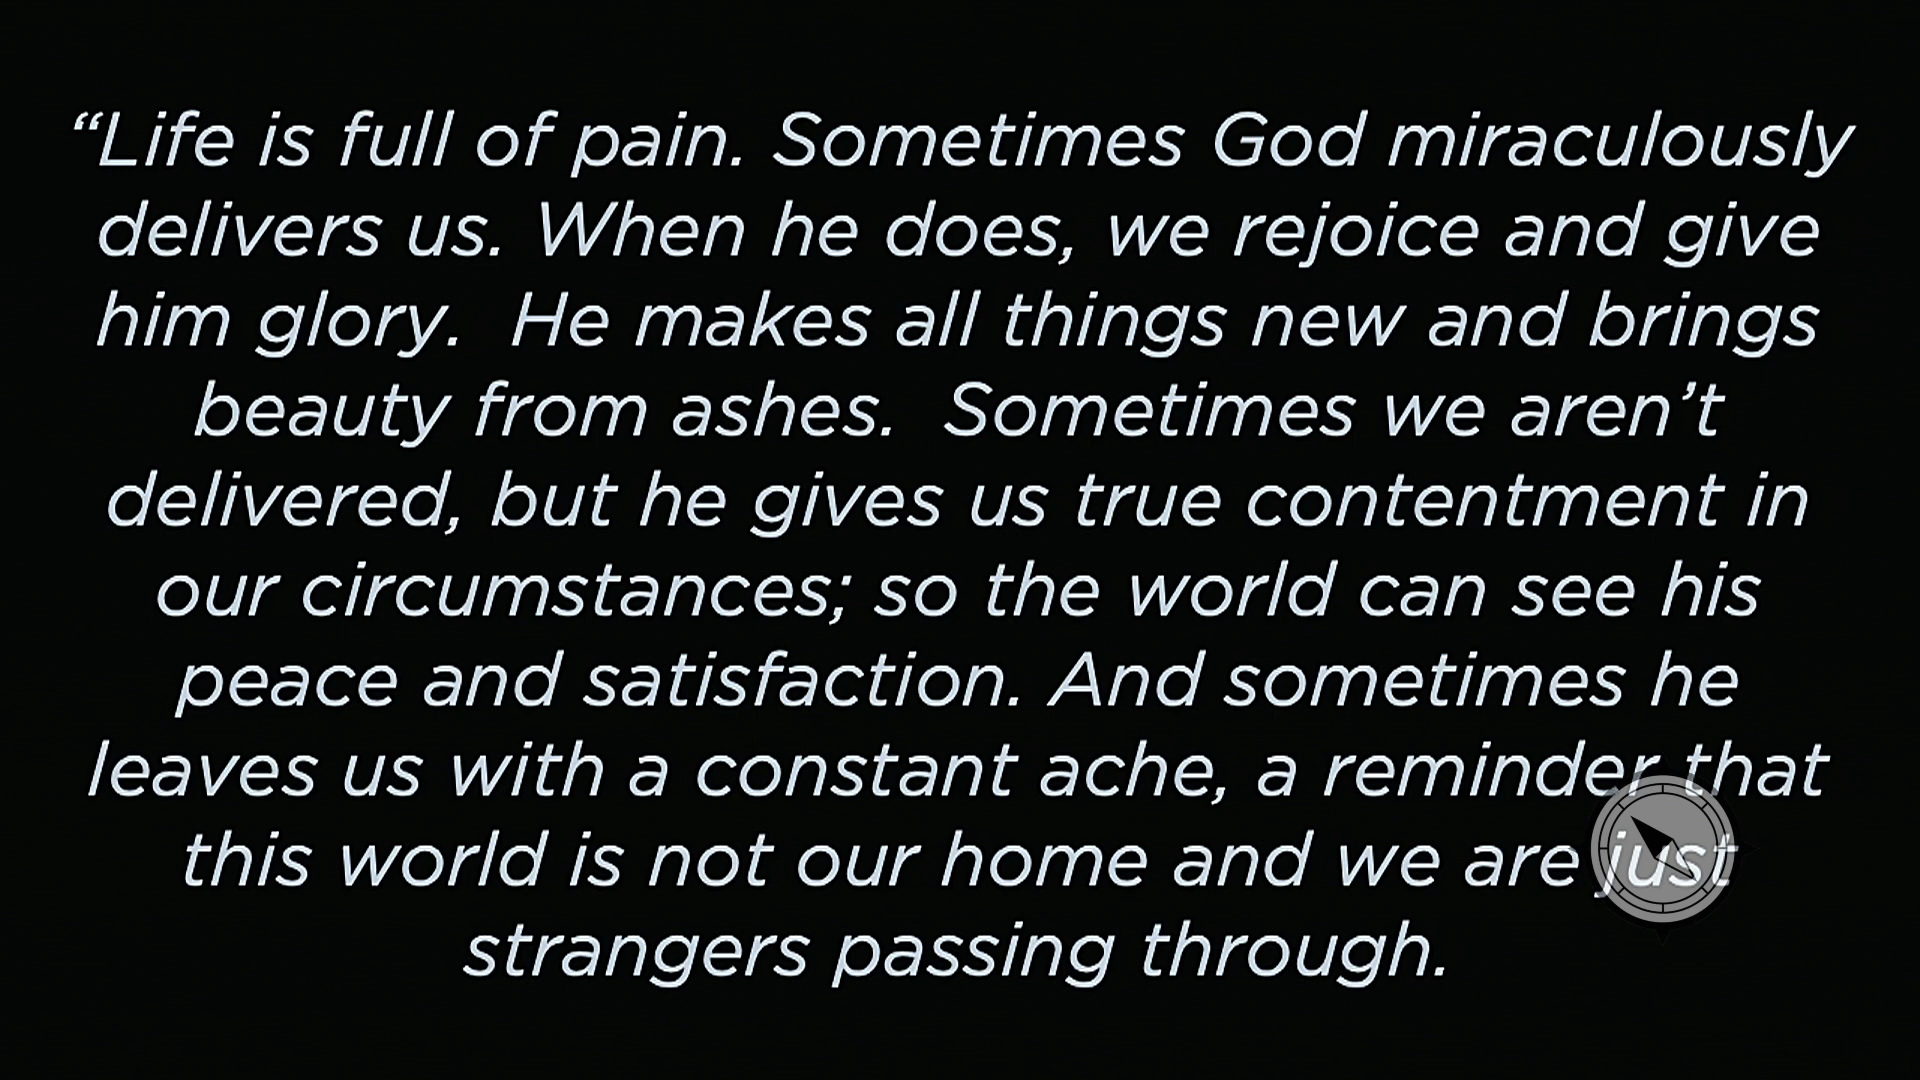 “Life is full of pain. Sometimes God miraculously
delivers us. When he does, we rejoice and give
him glory.  He makes all things new and brings
beauty from ashes.  Sometimes we aren’t
delivered, but he gives us true contentment in
our circumstances; so the world can see his
peace and satisfaction. And sometimes he
leaves us with a constant ache, a reminder that
this world is not our home and we are just
strangers passing through.